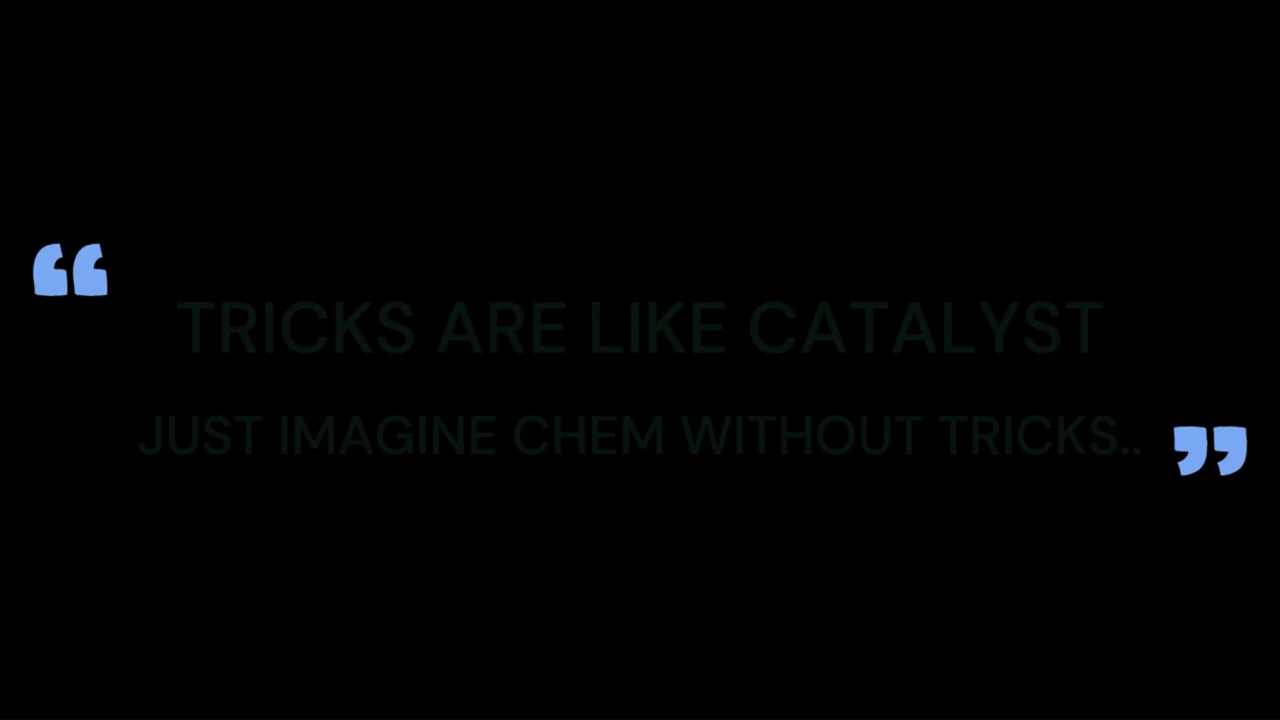 “
TRICKS ARE LIKE CATALYST
JUST IMAGINE CHEM WITHOUT TRICKS..
”